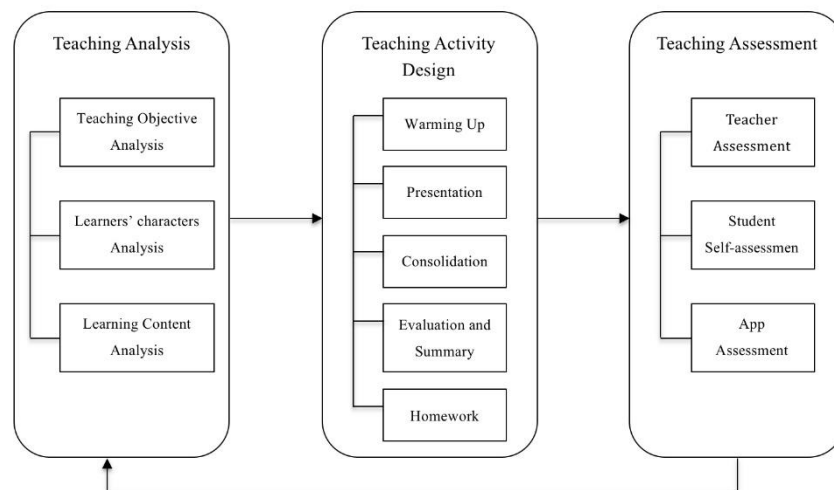 Teaching Analysis
Teaching Objective
Analysis
Learners' characters
Analysis
Learning Content
Analysis
Teaching Activity
Design
Warming Up
Presentation
Consolidation
Evaluation and
Summary
Homework
Teaching Assessment
Teacher
Assessment
Student
Self-assessmen
App
Assessment